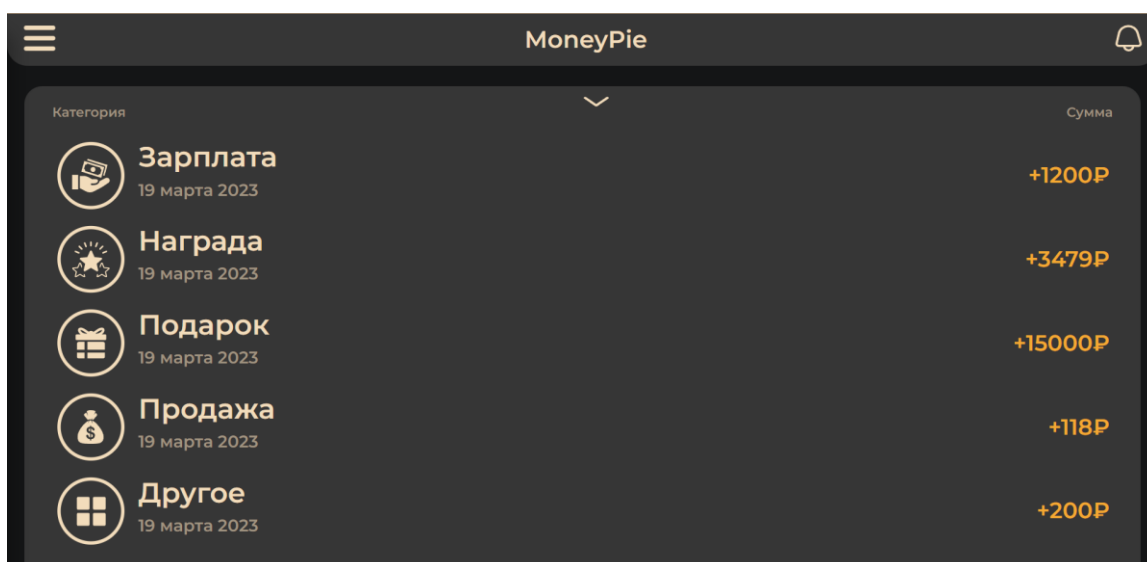 MoneyPie
Категория
Сумма
Зарплата
19 марта 2023
+1200₽
Награда
19 марта 2023
+3479₽
Подарок
19 марта 2023
+15000₽
Продажа
19 марта 2023
+118₽
$
Другое
19 марта 2023
+200₽